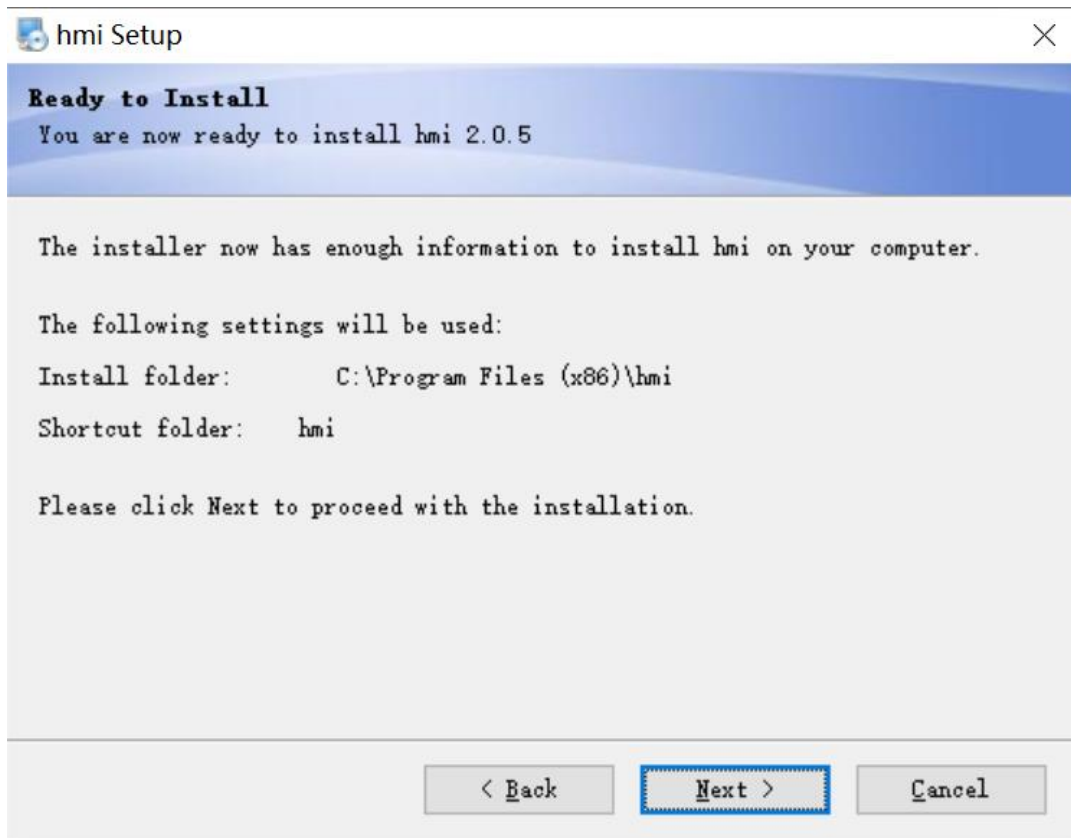 hmi Setup
Ready to Install
You are now ready to install hmi 2.0.5
The installer now has enough information to install hmi on your computer.
The following settings will be used:
Install folder: C:\Program Files (x86)\hmi
Shortcut folder: hmi
Please click Next to proceed with the installation.
< Back Next > Cancel